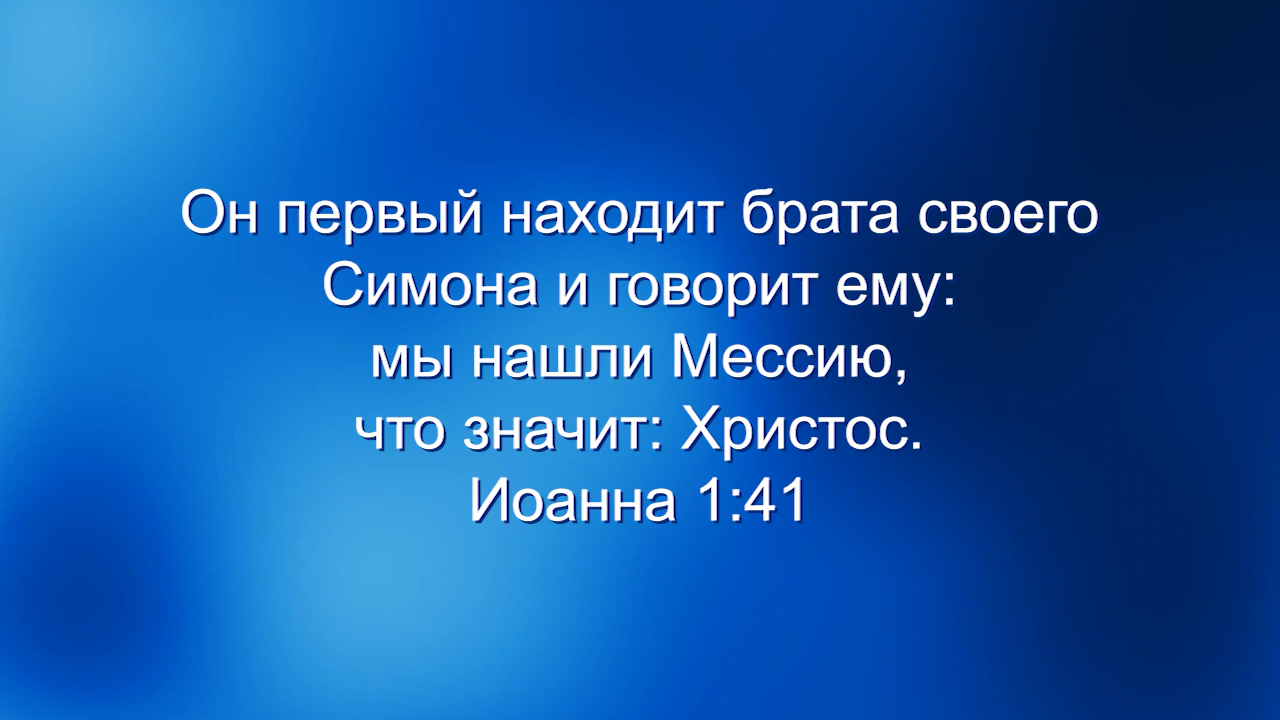 Он первый находит брата своего
Симона и говорит ему:
мы нашли Мессию,
что значит: Христос.
Иоанна 1:41